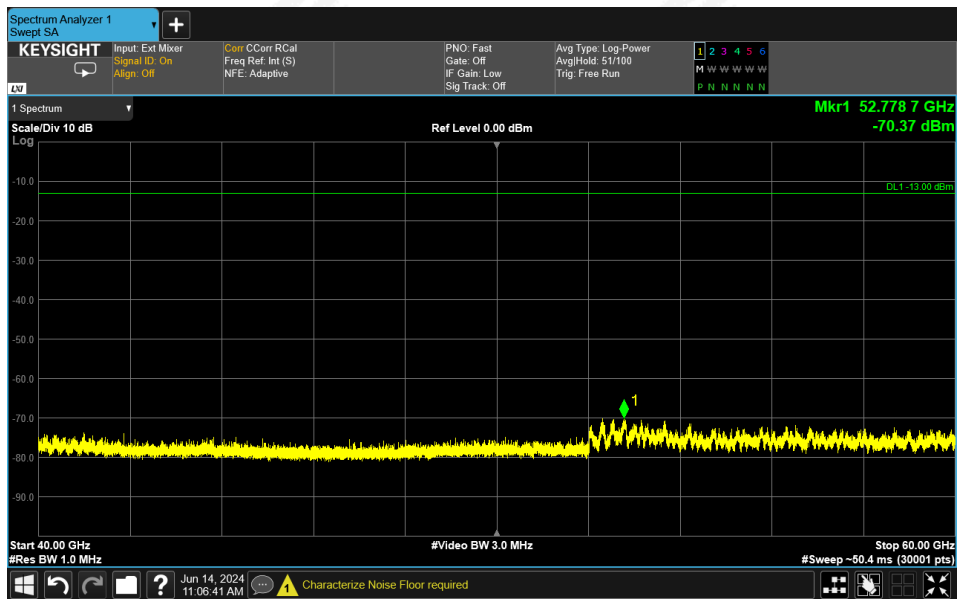 Spectrum Analyzer 1
Swept SA
+
KEYSIGHT
LXI
Input: Ext Mixer
Signal ID: On
Align: Off
Corr CCorr RCal
Freq Ref: Int (S)
NFE: Adaptive
PNO: Fast
Gate: Off
IF Gain: Low
Sig Track: Off
Avg Type: Log-Power
Avg|Hold: 51/100
Trig: Free Run
1 2 3 4 5 6
M W W W W W
P N N N N N
1 Spectrum
Mkr1 52.778 7 GHz
Scale/Div 10 dB
Ref Level 0.00 dBm
-70.37 dBm
Log
-10.0
DL1 -13.00 dBm
-20.0
-30.0
-40.0
-50.0
-60.0
1
-70.0
-80.0
-90.0
Start 40.00 GHz
#Video BW 3.0 MHz
Stop 60.00 GHz
#Res BW 1.0 MHz
#Sweep ~50.4 ms (30001 pts)
?
Jun 14, 2024
11:06:41 AM
1
Characterize Noise Floor required